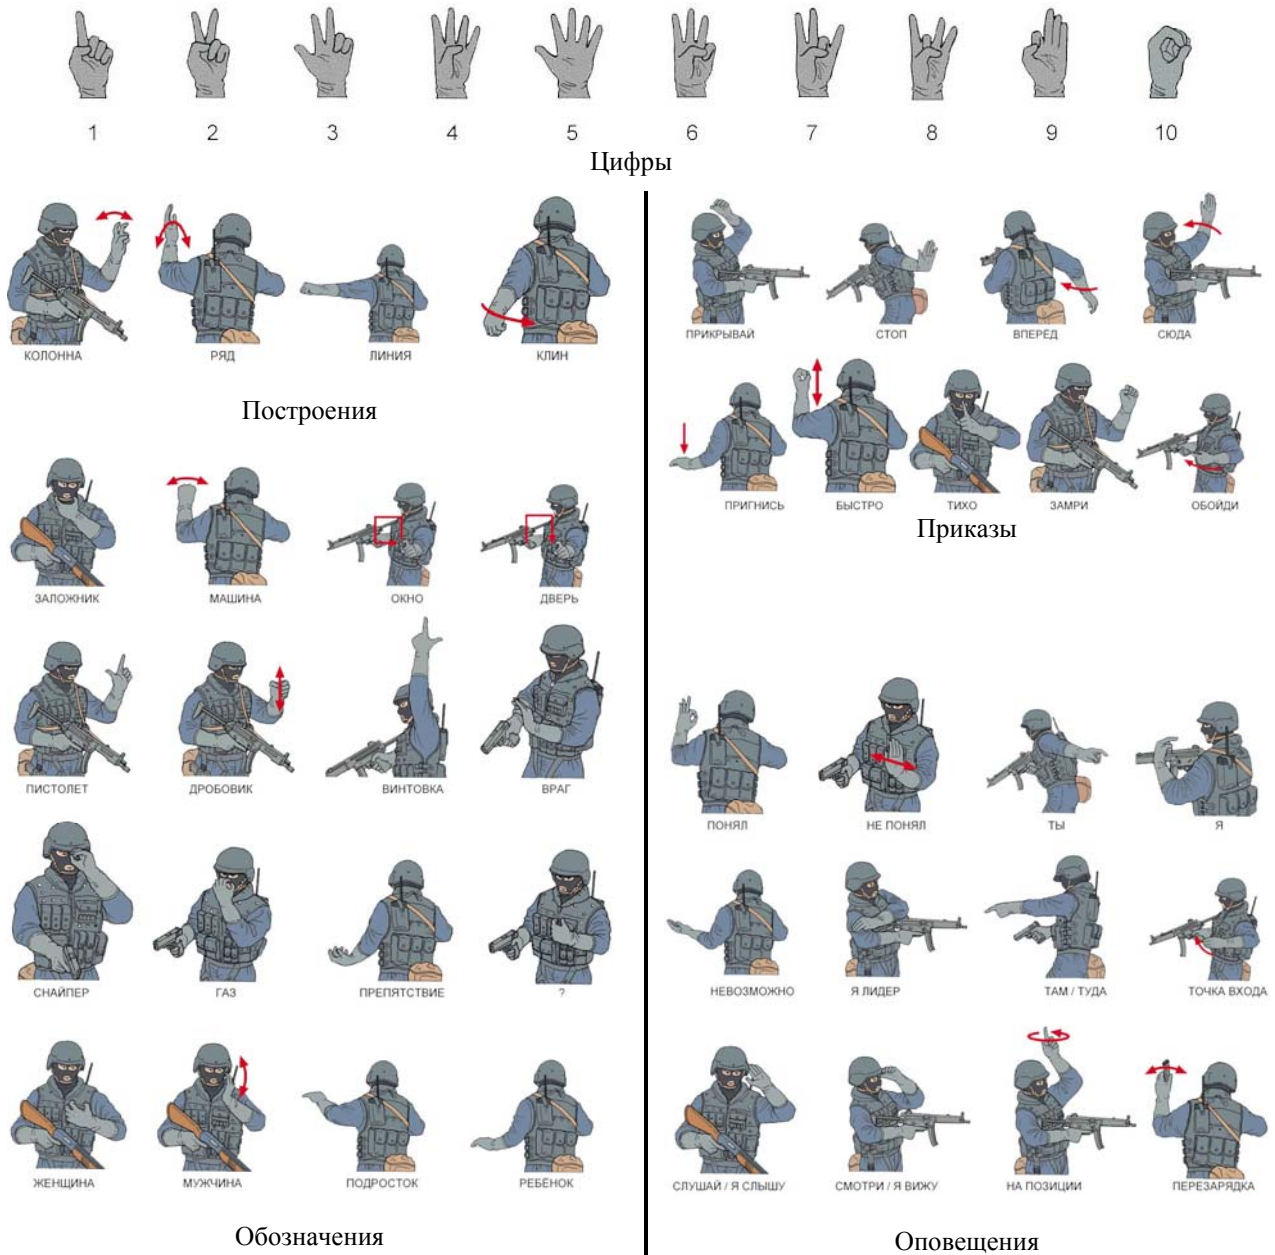 1 2 3 4 5 6 7 8 9 10
Цифры
КОЛОННА РЯД ЛИНИЯ КЛИН
Построения
ЗАЛОЖНИК МАШИНА ОКНО ДВЕРЬ
ПИСТОЛЕТ ДРОБОВИК ВИНТОВКА ВРАГ
СНАЙПЕР ГАЗ ПРЕПЯТСТВИЕ ?
ЖЕНЩИНА МУЖЧИНА ПОДРОСТОК РЕБЁНОК
Обозначения
ПРИКРЫВАЙ СТОП ВПЕРЁД СЮДА
ПРИГНИСЬ БЫСТРО ТИХО ЗАМРИ ОБОЙДИ
Приказы
ПОНЯЛ НЕ ПОНЯЛ ТЫ Я
НЕВОЗМОЖНО Я ЛИДЕР ТАМ / ТУДА ТОЧКА ВХОДА
СЛУШАЙ / Я СЛЫШУ СМОТРИ / Я ВИЖУ НА ПОЗИЦИИ ПЕРЕЗАРЯДКА
Оповещения